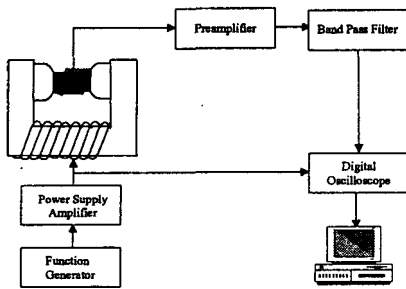 Preamplifier
Band Pass Filter
Digital
Oscilloscope
Power Supply
Amplifier
Function
Generator